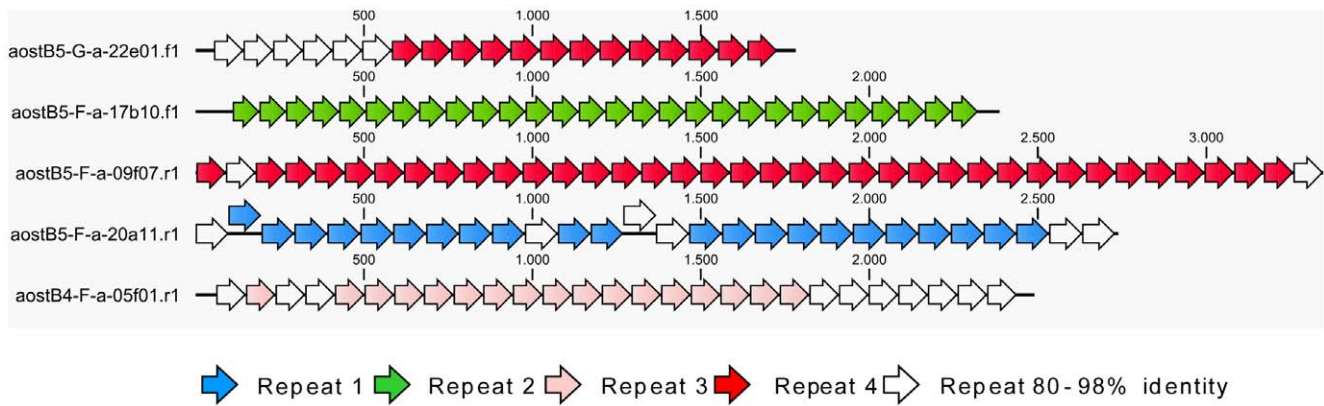 500 1.000 1.500
aostB5-G-a-22e01.f1
500 1.000 1.500 2.000
aostB5-F-a-17b10.f1
500 1.000 1.500 2.000 2.500 3.000
aostB5-F-a-09f07.r1
500 1.000 1.500 2.000 2.500
aostB5-F-a-20a11.r1
500 1.000 1.500 2.000
aostB4-F-a-05f01.r1
Repeat 1 Repeat 2 Repeat 3 Repeat 4 Repeat 80-98% identity